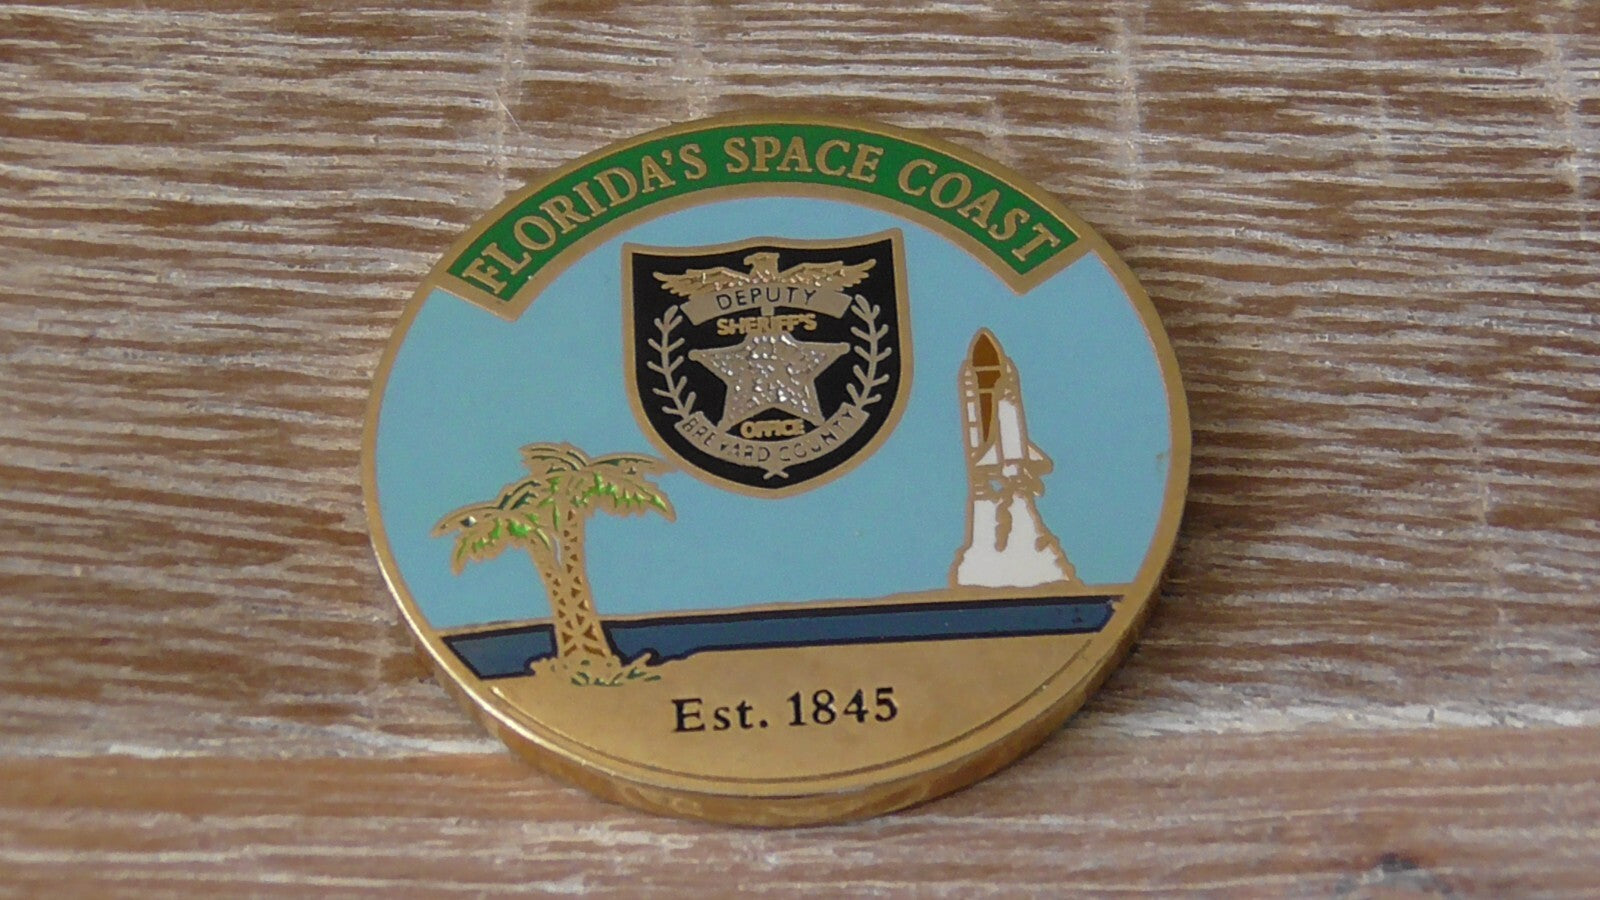 FLORIDA'S SPACE COAST
DEPUTY
SHERIFF'S
OFFICE
BREVARD COUNTY
Est. 1845